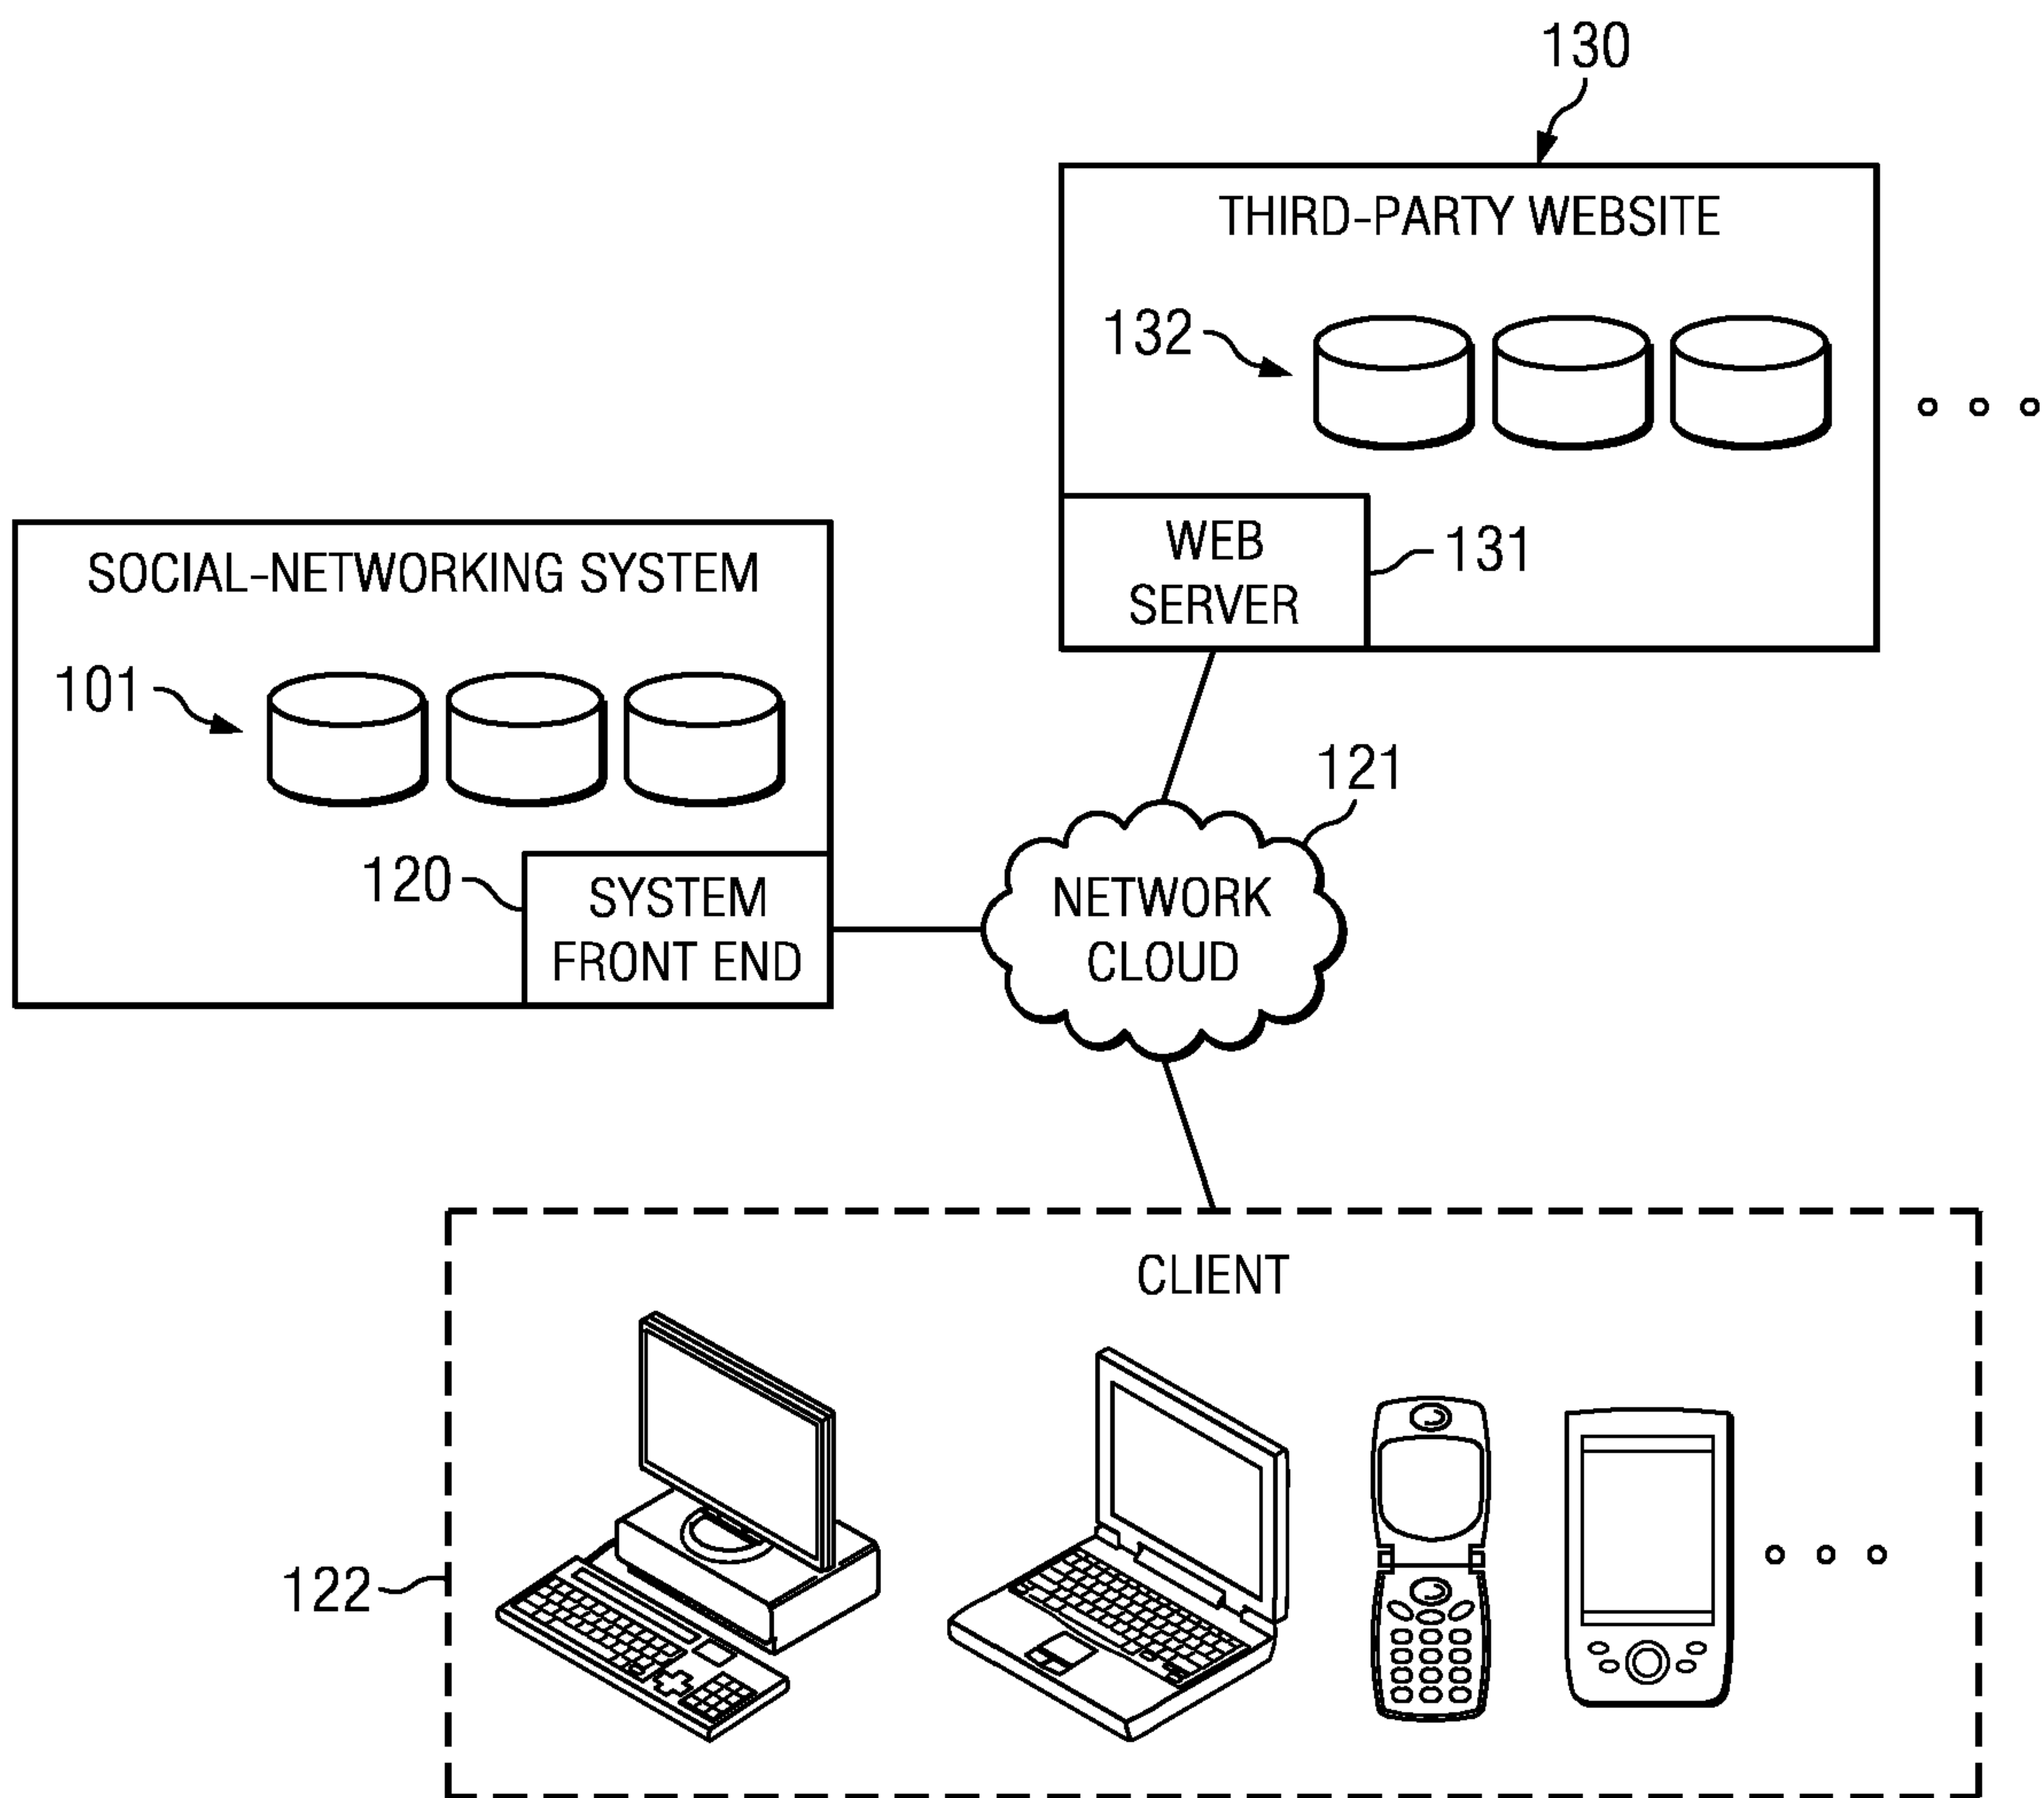 130
THIRD-PARTY WEBSITE
132
WEB
SERVER
131
SOCIAL-NETWORKING SYSTEM
101
120
SYSTEM
FRONT END
121
NETWORK
CLOUD
CLIENT
122